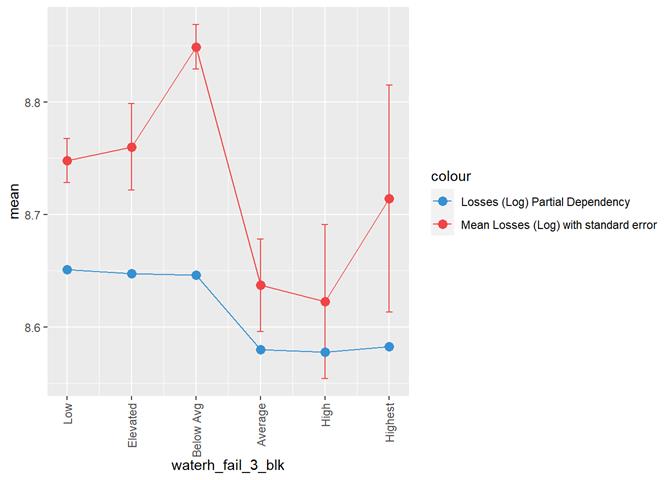 8.8
8.7
8.6
mean
Low
Elevated
Below Avg
Average
High
Highest
waterh_fail_3_blk
colour
Losses (Log) Partial Dependency
Mean Losses (Log) with standard error